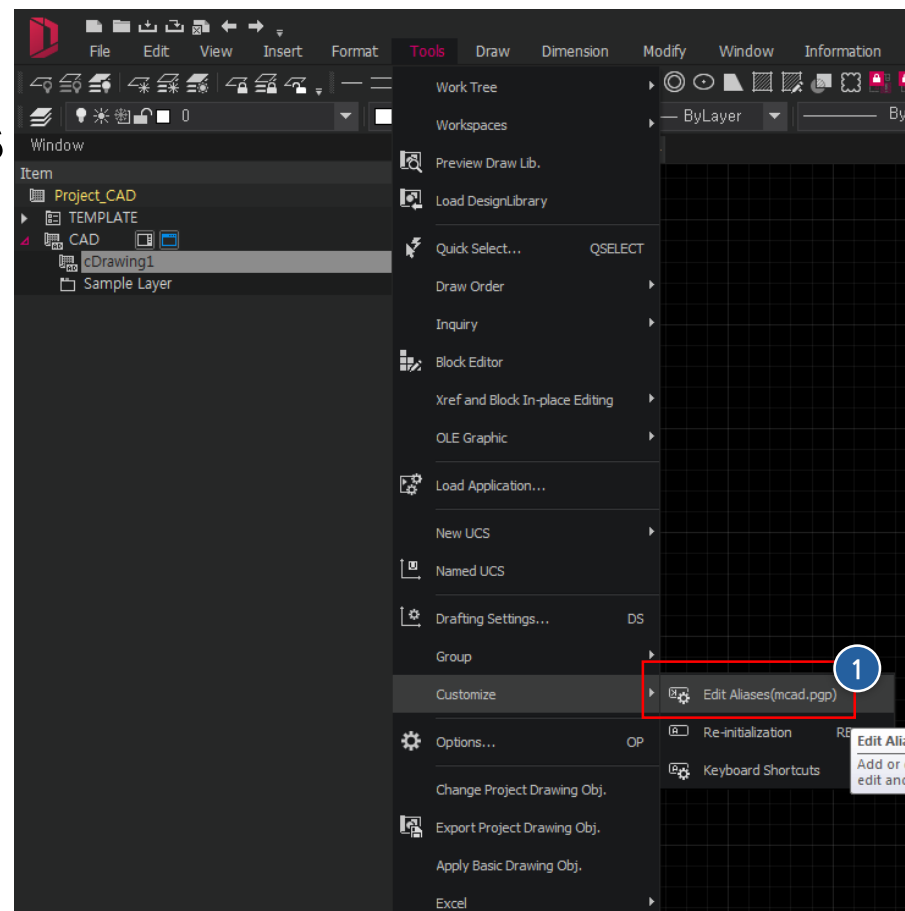 File Edit View Insert Format Tools Draw Dimension Modify Window Information
0 ByLayer
Window
Item
Project_CAD
TEMPLATE
CAD
cDrawing1
Sample Layer
Work Tree
Workspaces
Preview Draw Lib.
Load DesignLibrary
Quick Select... QSELECT
Draw Order
Inquiry
Block Editor
Xref and Block In-place Editing
OLE Graphic
Load Application...
New UCS
Named UCS
Drafting Settings... DS
Group
Customize
Options... OP
Change Project Drawing Obj.
Export Project Drawing Obj.
Apply Basic Drawing Obj.
Excel
1
Edit Aliases(mcad.pgp)
Re-initialization
Keyboard Shortcuts
Edit
Add or
edit